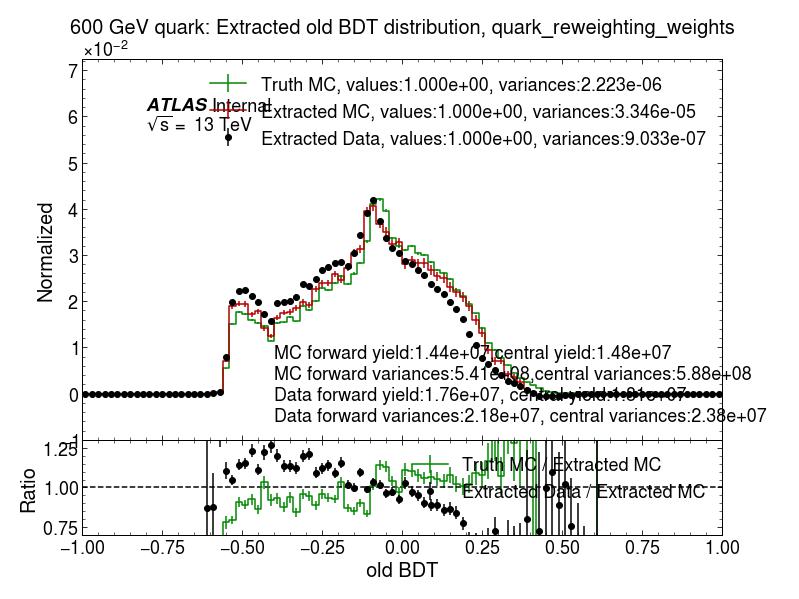 600 GeV quark: Extracted old BDT distribution, quark_reweighting_weights
×10⁻²
7
6
5
4
3
2
1
0
−1
Normalized
ATLAS Internal
√s = 13 TeV
Truth MC, values:1.000e+00, variances:2.223e-06
Extracted MC, values:1.000e+00, variances:3.346e-05
Extracted Data, values:1.000e+00, variances:9.033e-07
MC forward yield:1.44e+07, central yield:1.48e+07
MC forward variances:5.41e+08, central variances:5.88e+08
Data forward yield:1.76e+07, central yield:
Data forward variances:2.18e+07, central variances:2.38e+07
1.25
1.00
0.75
Ratio
Truth MC / Extracted MC
Extracted Data / Extracted MC
−1.00 −0.75 −0.50 −0.25 0.00 0.25 0.50 0.75 1.00
old BDT